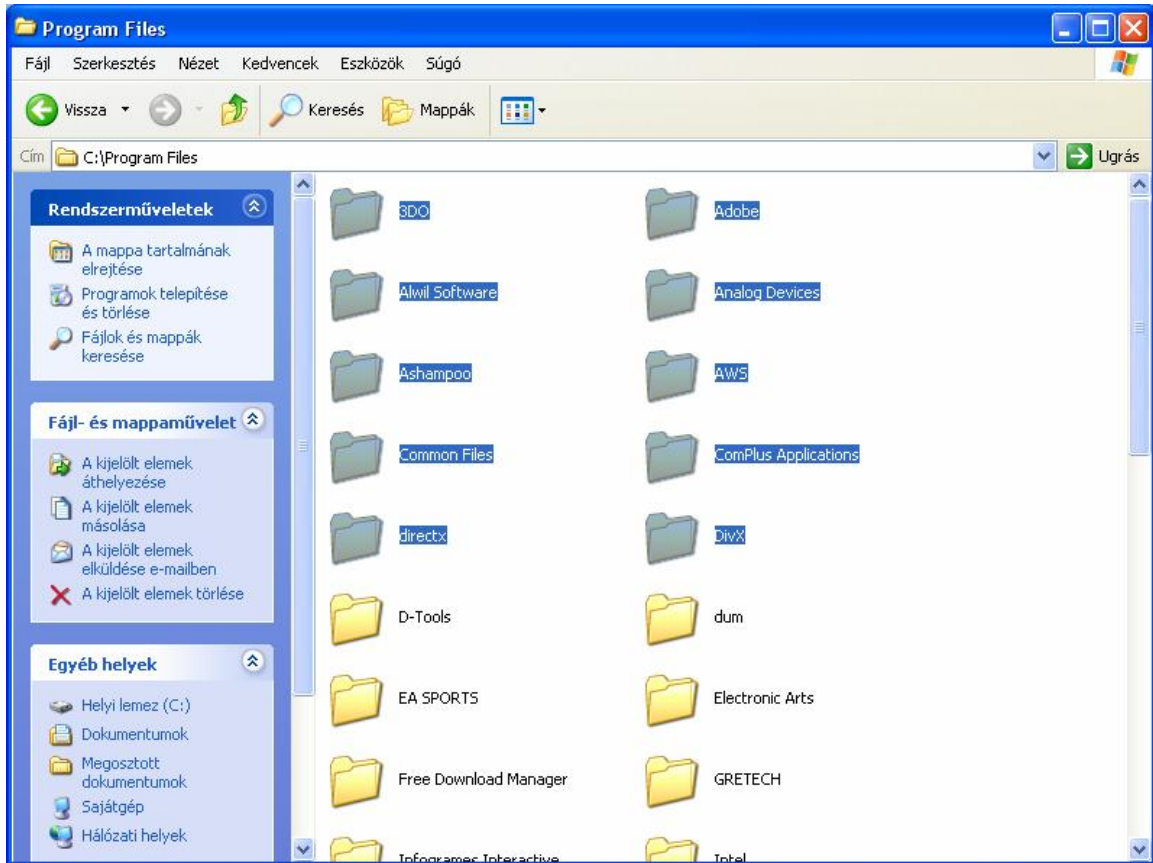 Program Files
Fájl Szerkesztés Nézet Kedvencek Eszközök Súgó
Vissza Keresés Mappák
Cím C:\Program Files Ugrás
Rendszerműveletek
A mappa tartalmának
elrejtése
Programok telepítése
és törlése
Fájlok és mappák
keresése
Fájl- és mappaművelet
A kijelölt elemek
áthelyezése
A kijelölt elemek
másolása
A kijelölt elemek
elküldése e-mailben
A kijelölt elemek törlése
Egyéb helyek
Helyi lemez (C:)
Dokumentumok
Megosztott
dokumentumok
Sajátgép
Hálózati helyek
3DO Adobe
Alwil Software Analog Devices
Ashampoo AWS
Common Files ComPlus Applications
directx DivX
D-Tools dum
EA SPORTS Electronic Arts
Free Download Manager GRETECH
Infogrames Interactive Intel